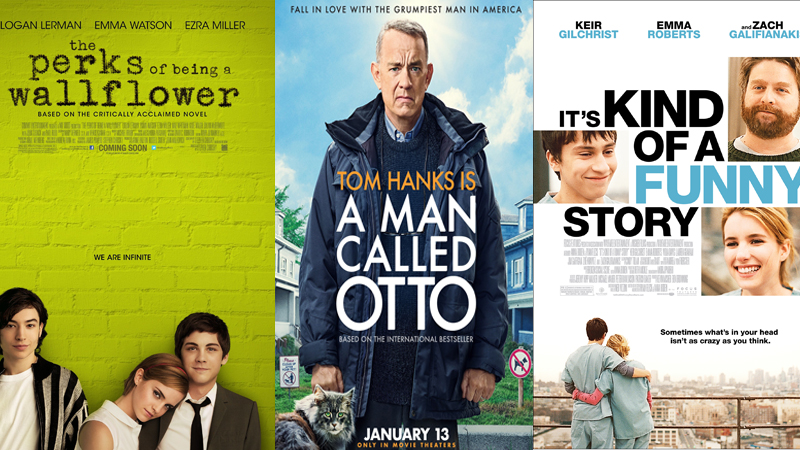 LOGAN LERMAN EMMA WATSON EZRA MILLER
the
perks of being a
wallflower
BASED ON THE CRITICALLY ACCLAIMED NOVEL
COMING SOON
WE ARE INFINITE
FALL IN LOVE WITH THE GRUMPIEST MAN IN AMERICA
TOM HANKS IS
A MAN
CALLED
OTTO
BASED ON THE INTERNATIONAL BESTSELLER
JANUARY 13
ONLY IN MOVIE THEATERS
KEIR
GILCHRIST
EMMA
ROBERTS
and ZACH
GALIFIANAKI
IT'S KIND
OF A
FUNNY
STORY
FOCUS
Sometimes what's in your head
isn't as crazy as you think.